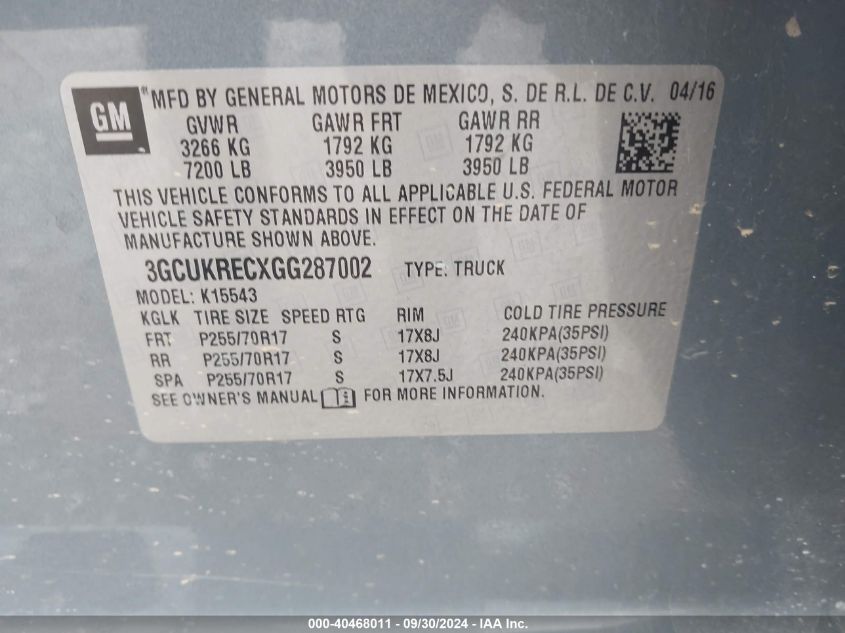 GM ® MFD BY GENERAL MOTORS DE MEXICO, S. DE R.L. DE C.V. 04/16
GVWR GAWR FRT GAWR RR
3266 KG 1792 KG 1792 KG
7200 LB 3950 LB 3950 LB
THIS VEHICLE CONFORMS TO ALL APPLICABLE U.S. FEDERAL MOTOR
VEHICLE SAFETY STANDARDS IN EFFECT ON THE DATE OF
MANUFACTURE SHOWN ABOVE.
3GCUKRECXGG287002 TYPE: TRUCK
MODEL: K15543
KGLK TIRE SIZE SPEED RTG RIM COLD TIRE PRESSURE
FRT P255/70R17 S 17X8J 240KPA(35PSI)
RR P255/70R17 S 17X8J 240KPA(35PSI)
SPA P255/70R17 S 17X7.5J 240KPA(35PSI)
SEE OWNER'S MANUAL FOR MORE INFORMATION.
000-40468011 - 09/30/2024 - IAA Inc.